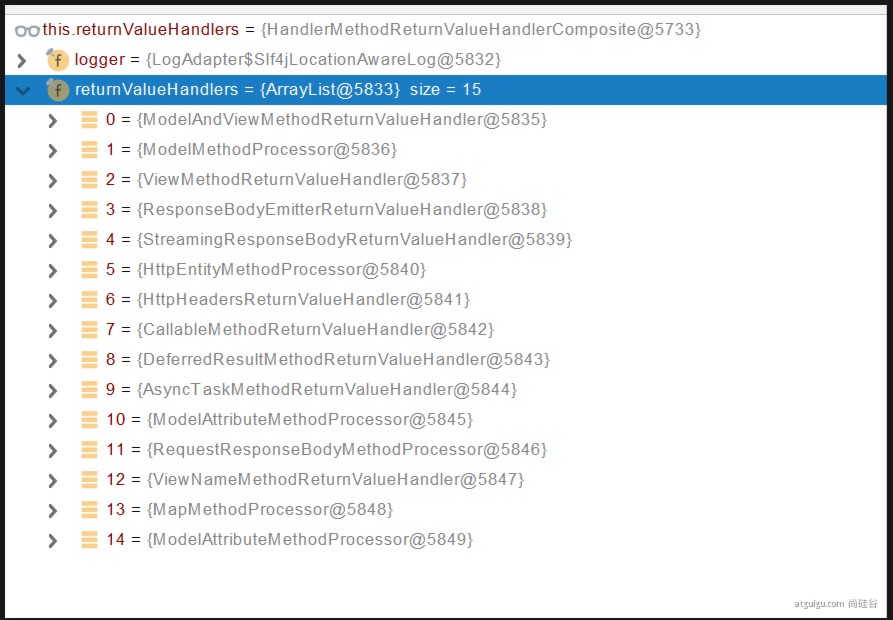 this.returnValueHandlers = {HandlerMethodReturnValueHandlerComposite@5733}
f logger = {LogAdapter$Slf4jLocationAwareLog@5832}
f returnValueHandlers = {ArrayList@5833} size = 15
0 = {ModelAndViewMethodReturnValueHandler@5835}
1 = {ModelMethodProcessor@5836}
2 = {ViewMethodReturnValueHandler@5837}
3 = {ResponseBodyEmitterReturnValueHandler@5838}
4 = {StreamingResponseBodyReturnValueHandler@5839}
5 = {HttpEntityMethodProcessor@5840}
6 = {HttpHeadersReturnValueHandler@5841}
7 = {CallableMethodReturnValueHandler@5842}
8 = {DeferredResultMethodReturnValueHandler@5843}
9 = {AsyncTaskMethodReturnValueHandler@5844}
10 = {ModelAttributeMethodProcessor@5845}
11 = {RequestResponseBodyMethodProcessor@5846}
12 = {ViewNameMethodReturnValueHandler@5847}
13 = {MapMethodProcessor@5848}
14 = {ModelAttributeMethodProcessor@5849}
atguigu.com 尚硅谷